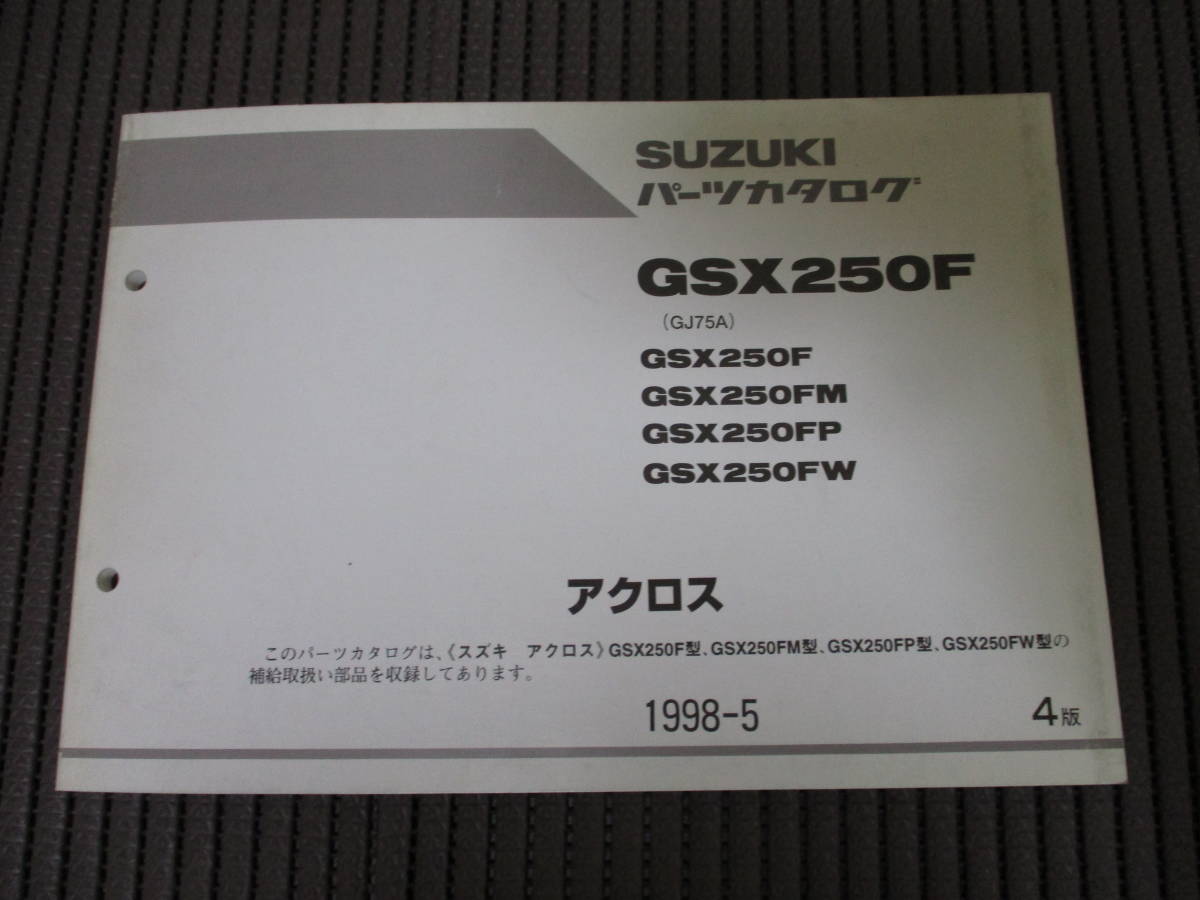 SUZUKI
パーツカタログ
GSX250F
(GJ75A)
GSX250F
GSX250FM
GSX250FP
GSX250FW
アクロス
このパーツカタログは、《スズキ アクロス》GSX250F型、GSX250FM型、GSX250FP型、GSX250FW型の
補給取扱い部品を収録してあります。
1998-5
4版